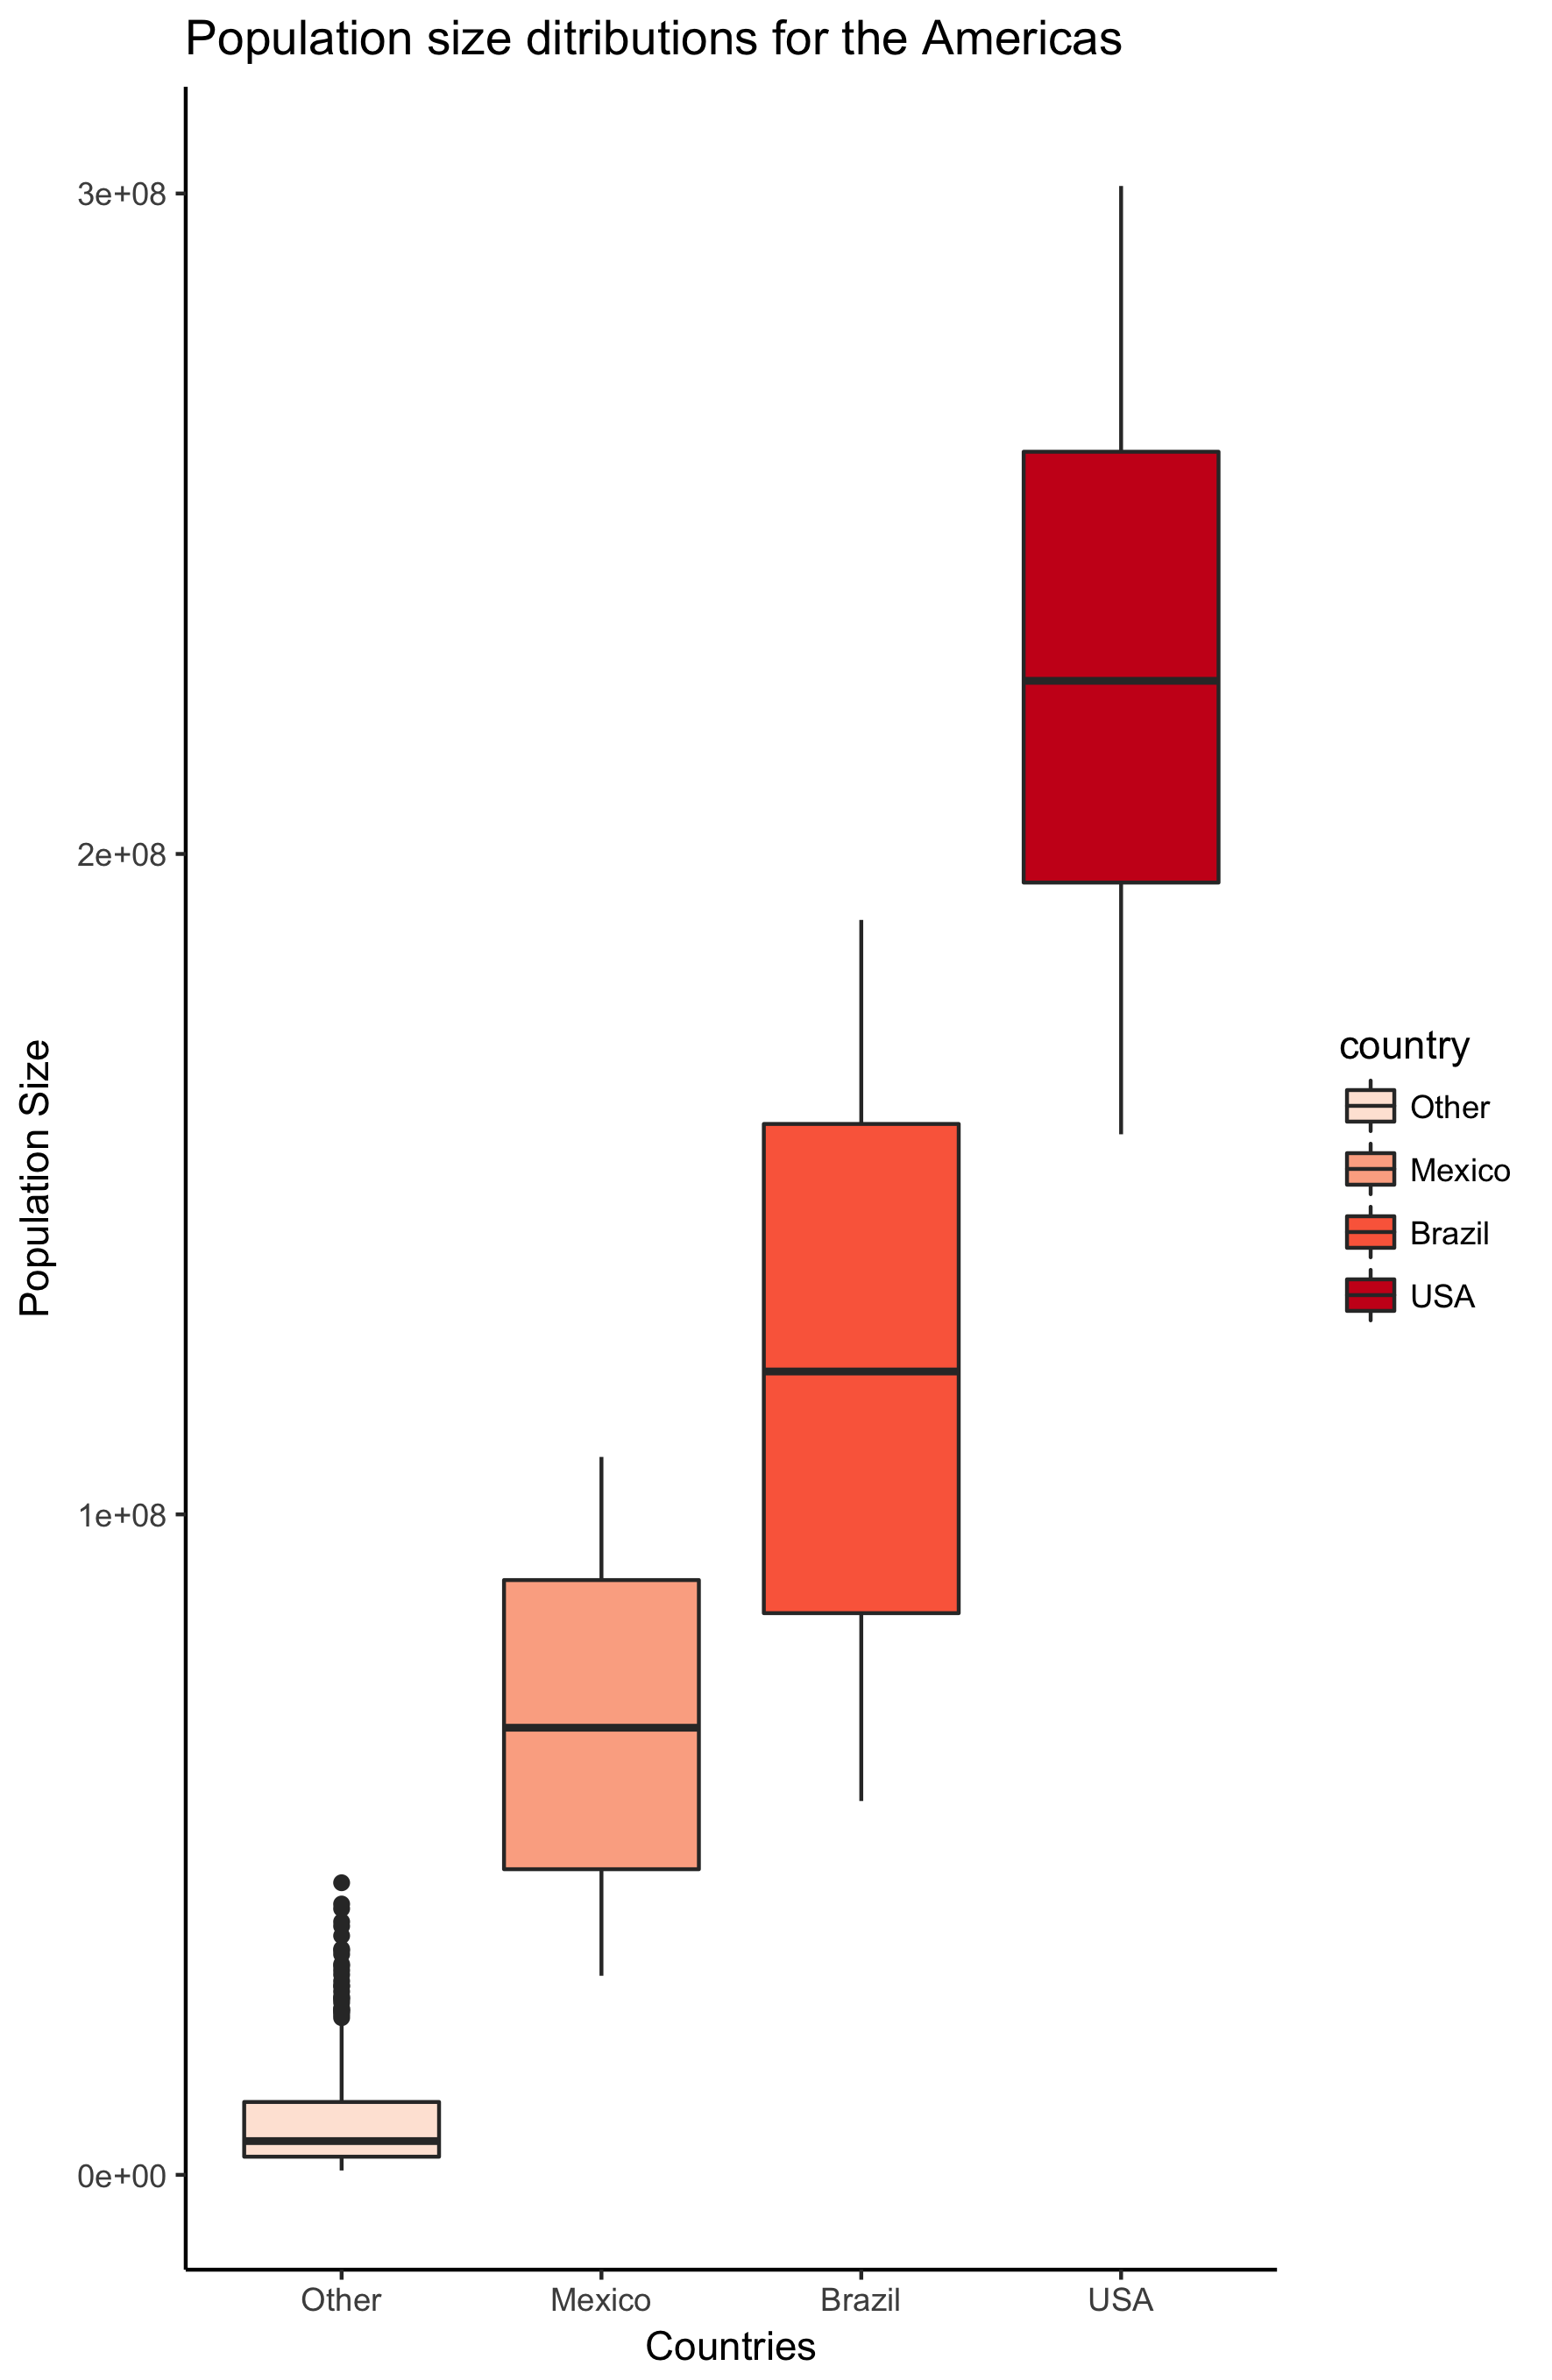 Population size ditributions for the Americas
Population Size
3e+08
2e+08
1e+08
0e+00
Other
Mexico
Brazil
USA
Countries
country
Other
Mexico
Brazil
USA